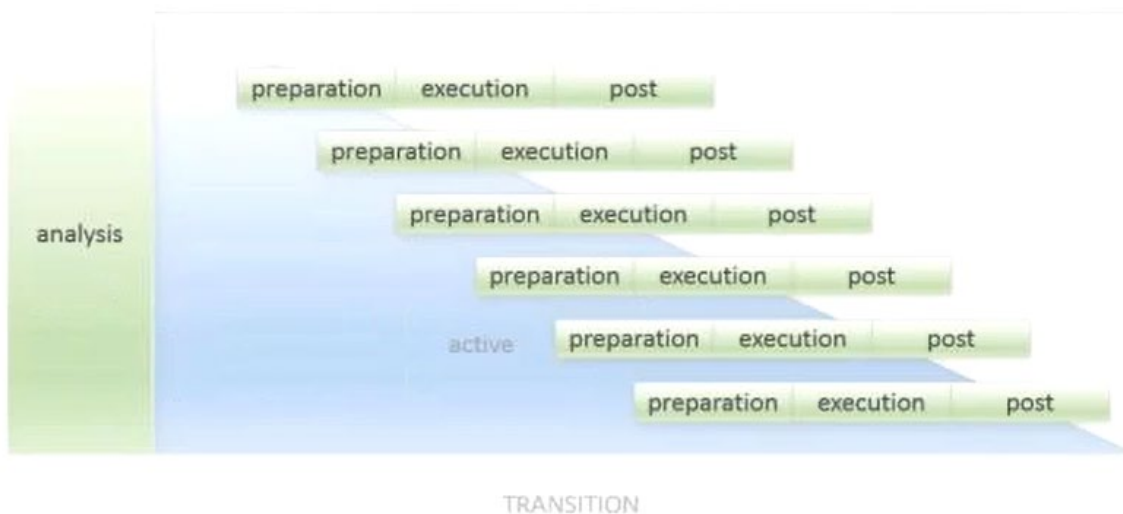 preparation execution post
preparation execution post
preparation execution post
analysis
preparation execution post
active
preparation execution post
preparation execution post
TRANSITION